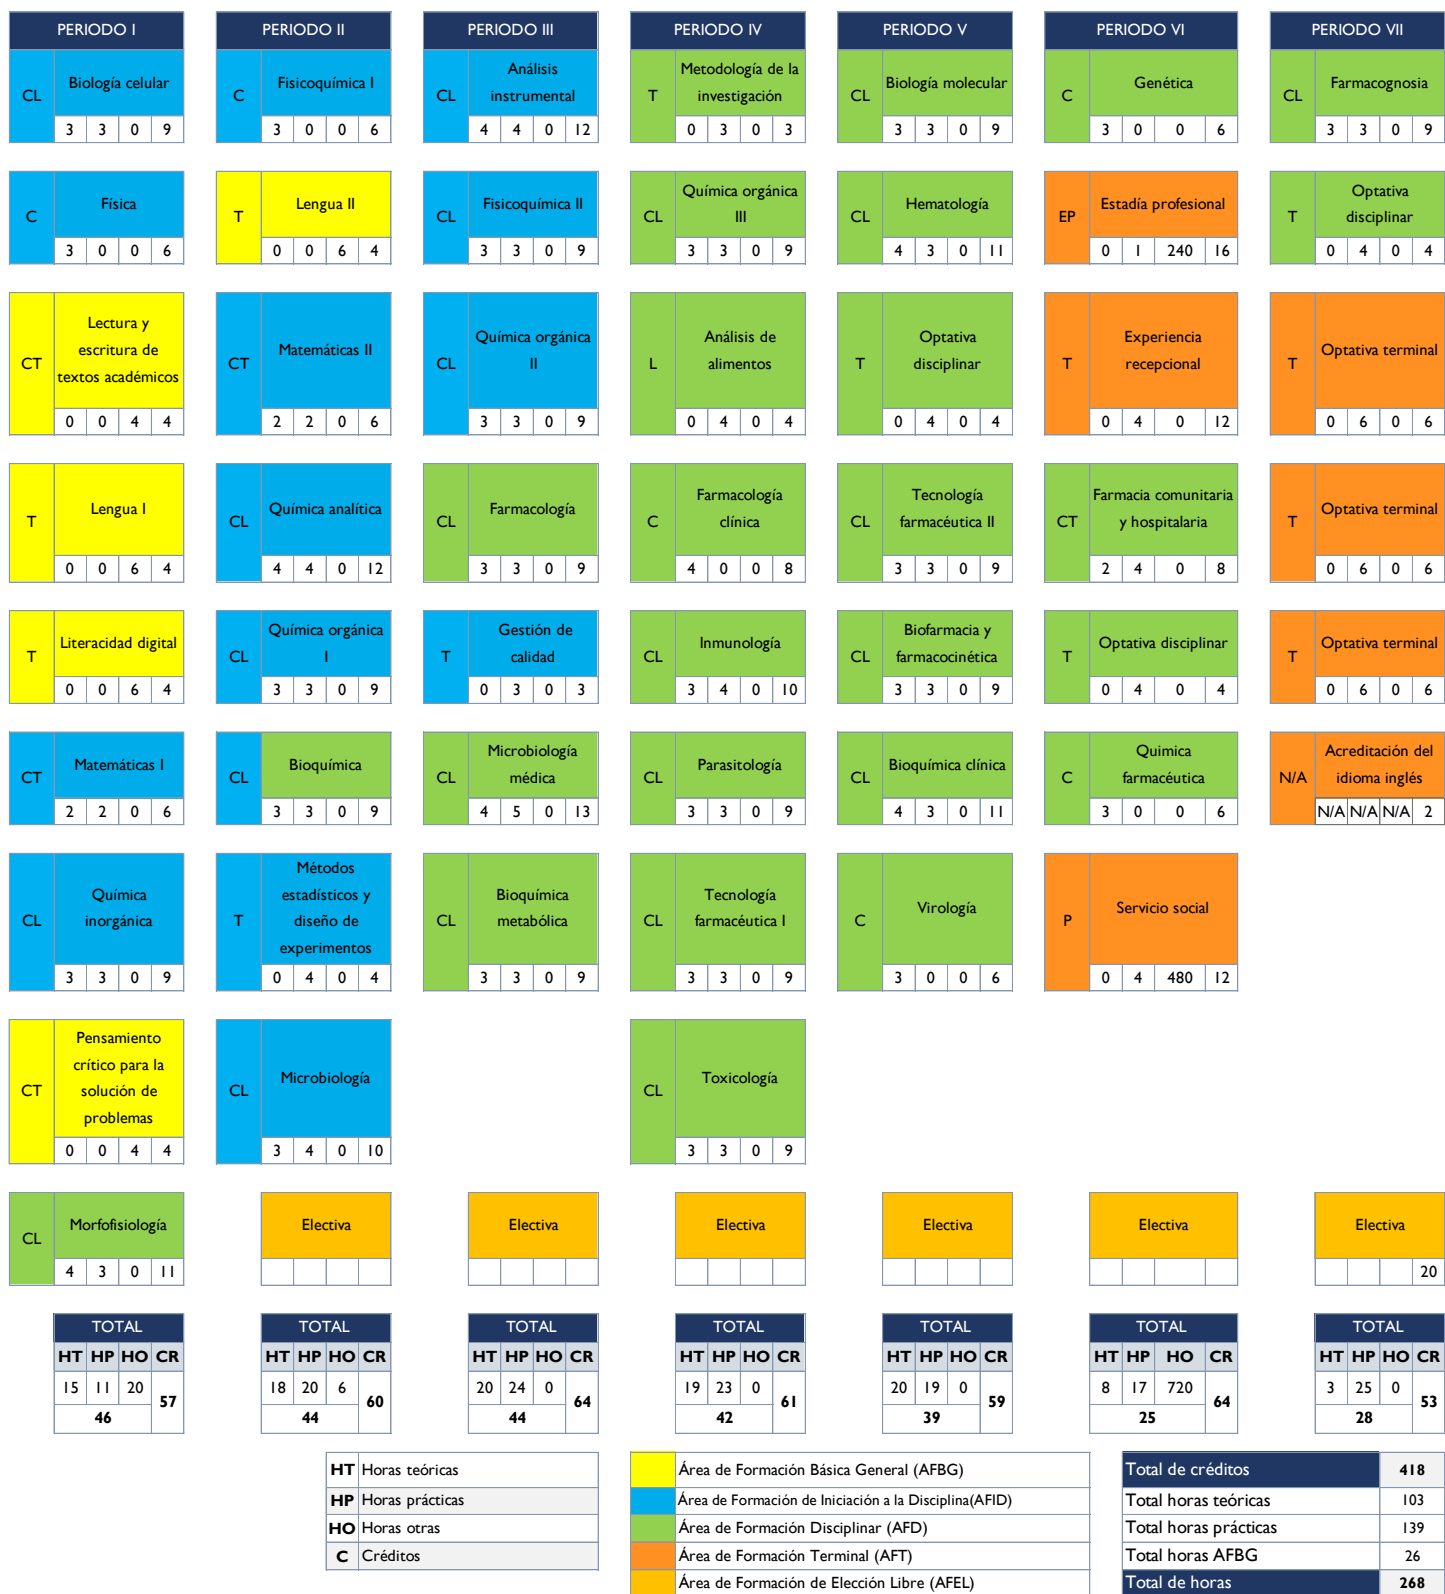 PERIODO I
CL Biología celular
3 3 0 9
C Física
3 0 0 6
CT Lectura y
escritura de
textos académicos
0 0 4 4
T Lengua I
0 0 6 4
T Literacidad digital
0 0 6 4
CT Matemáticas I
2 2 0 6
CL Química
inorgánica
3 3 0 9
CT Pensamiento
crítico para la
solución de
problemas
0 0 4 4
CL Morfofisiología
4 3 0 11
TOTAL
HT HP HO CR
15 11 20 57
46
PERIODO II
C Fisicoquímica I
3 0 0 6
T Lengua II
0 0 6 4
CT Matemáticas II
2 2 0 6
CL Química analítica
4 4 0 12
CL Química orgánica
I
3 3 0 9
CL Bioquímica
3 3 0 9
T Métodos
estadísticos y
diseño de
experimentos
0 4 0 4
CL Microbiología
3 4 0 10
Electiva
TOTAL
HT HP HO CR
18 20 6 60
44
PERIODO III
CL Análisis
instrumental
4 4 0 12
CL Fisicoquímica II
3 3 0 9
CL Química orgánica
II
3 3 0 9
CL Farmacología
3 3 0 9
T Gestión de
calidad
0 3 0 3
CL Microbiología
médica
4 5 0 13
CL Bioquímica
metabólica
3 3 0 9
Electiva
TOTAL
HT HP HO CR
20 24 0 64
44
PERIODO IV
T Metodología de la
investigación
0 3 0 3
CL Química orgánica
III
3 3 0 9
L Análisis de
alimentos
0 4 0 4
C Farmacología
clínica
4 0 0 8
CL Inmunología
3 4 0 10
CL Parasitología
3 3 0 9
CL Tecnología
farmacéutica I
3 3 0 9
CL Toxicología
3 3 0 9
Electiva
TOTAL
HT HP HO CR
19 23 0 61
42
PERIODO V
CL Biología molecular
3 3 0 9
CL Hematología
4 3 0 11
T Optativa
disciplinar
0 4 0 4
CL Tecnología
farmacéutica II
3 3 0 9
CL Biofarmacia y
farmacocinética
3 3 0 9
CL Bioquímica clínica
4 3 0 11
C Virología
3 0 0 6
Electiva
TOTAL
HT HP HO CR
20 19 0 59
39
PERIODO VI
C Genética
3 0 0 6
EP Estadía profesional
0 1 240 16
T Experiencia
recepcional
0 4 0 12
CT Farmacia comunitaria
y hospitalaria
2 4 0 8
T Optativa disciplinar
0 4 0 4
C Quimica
farmacéutica
3 0 0 6
P Servicio social
0 4 480 12
Electiva
TOTAL
HT HP HO CR
8 17 720 64
25
PERIODO VII
CL Farmacognosia
3 3 0 9
T Optativa
disciplinar
0 4 0 4
T Optativa terminal
0 6 0 6
T Optativa terminal
0 6 0 6
T Optativa terminal
0 6 0 6
N/A Acreditación del
idioma inglés
N/A N/A N/A 2
Electiva
20
TOTAL
HT HP HO CR
3 25 0 53
28
HT Horas teóricas
HP Horas prácticas
HO Horas otras
C Créditos
Área de Formación Básica General (AFBG)
Área de Formación de Iniciación a la Disciplina(AFID)
Área de Formación Disciplinar (AFD)
Área de Formación Terminal (AFT)
Área de Formación de Elección Libre (AFEL)
Total de créditos 418
Total horas teóricas 103
Total horas prácticas 139
Total horas AFBG 26
Total de horas 268